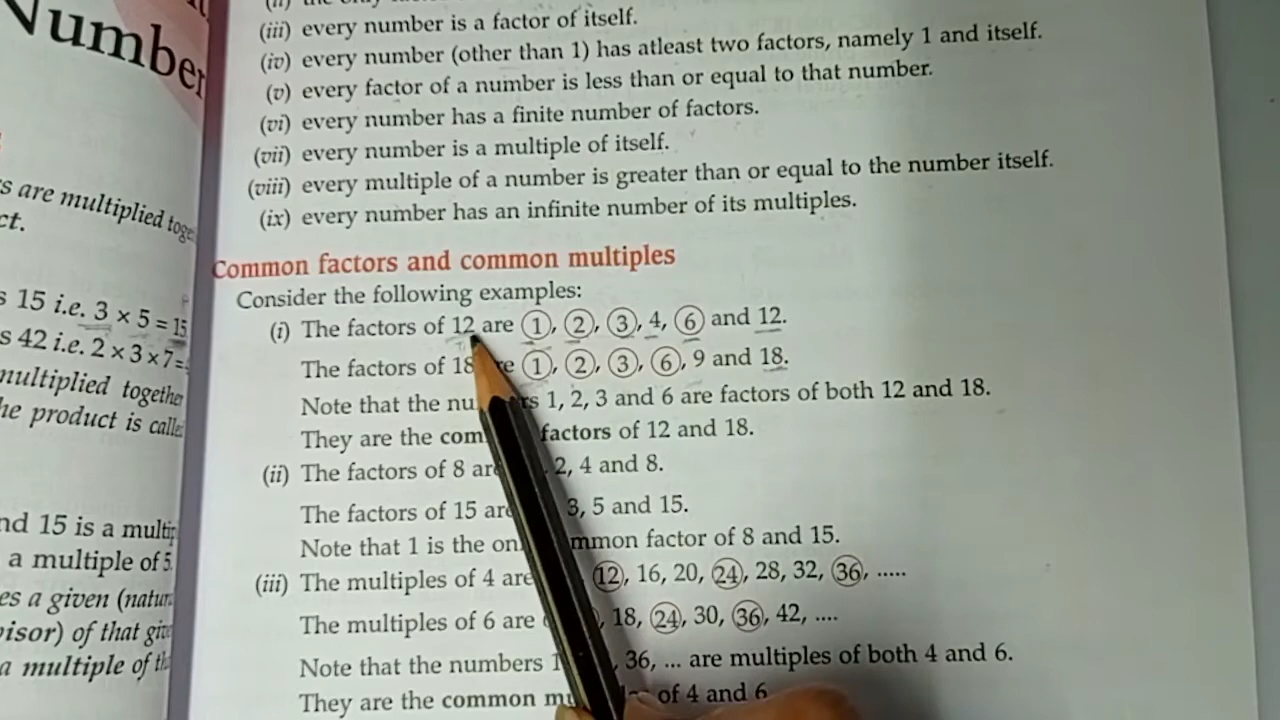 Number
s are multiplied toge
ct.
s 15 i.e. 3 × 5 = 15
s 42 i.e. 2 × 3 × 7 =
multiplied together
he product is calle
nd 15 is a multip
a multiple of 5
es a given (natur
isor) of that giv
a multiple of th
(iii) every number is a factor of itself.
(iv) every number (other than 1) has atleast two factors, namely 1 and itself.
(v) every factor of a number is less than or equal to that number.
(vi) every number has a finite number of factors.
(vii) every number is a multiple of itself.
(viii) every multiple of a number is greater than or equal to the number itself.
(ix) every number has an infinite number of its multiples.
Common factors and common multiples
Consider the following examples:
(i) The factors of 12 are 1, 2, 3, 4, 6 and 12.
The factors of 18 1, 2, 3, 6, 9 and 18.
Note that the 1, 2, 3 and 6 are factors of both 12 and 18.
They are the factors of 12 and 18.
(ii) The factors of 8 2, 4 and 8.
The factors of 15 3, 5 and 15.
Note that 1 is the factor of 8 and 15.
(iii) The multiples of 4 are 12, 16, 20, 24, 28, 32, 36, .....
The multiples of 6 are 18, 24, 30, 36, 42, ....
Note that the numbers 36, ... are multiples of both 4 and 6.
They are the common of 4 and 6